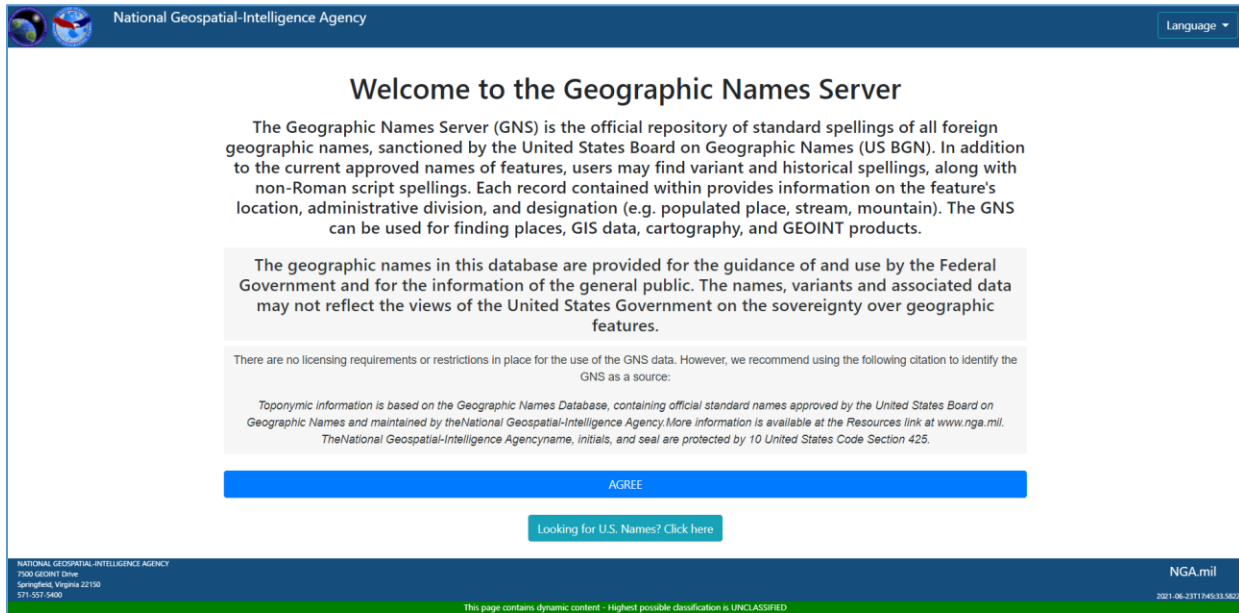 National Geospatial-Intelligence Agency
Language
Welcome to the Geographic Names Server
The Geographic Names Server (GNS) is the official repository of standard spellings of all foreign
geographic names, sanctioned by the United States Board on Geographic Names (US BGN). In addition
to the current approved names of features, users may find variant and historical spellings, along with
non-Roman script spellings. Each record contained within provides information on the feature's
location, administrative division, and designation (e.g. populated place, stream, mountain). The GNS
can be used for finding places, GIS data, cartography, and GEOINT products.
The geographic names in this database are provided for the guidance of and use by the Federal
Government and for the information of the general public. The names, variants and associated data
may not reflect the views of the United States Government on the sovereignty over geographic
features.
There are no licensing requirements or restrictions in place for the use of the GNS data. However, we recommend using the following citation to identify the
GNS as a source:
Toponymic information is based on the Geographic Names Database, containing official standard names approved by the United States Board on
Geographic Names and maintained by theNational Geospatial-Intelligence Agency.More information is available at the Resources link at www.nga.mil.
TheNational Geospatial-Intelligence Agencyname, initials, and seal are protected by 10 United States Code Section 425.
AGREE
Looking for U.S. Names? Click here
NATIONAL GEOSPATIAL-INTELLIGENCE AGENCY
7500 GEOINT Drive
Springfield, Virginia 22150
571-557-5400
NGA.mil
2021-06-23T17:45:33.5822
This page contains dynamic content - Highest possible classification is UNCLASSIFIED